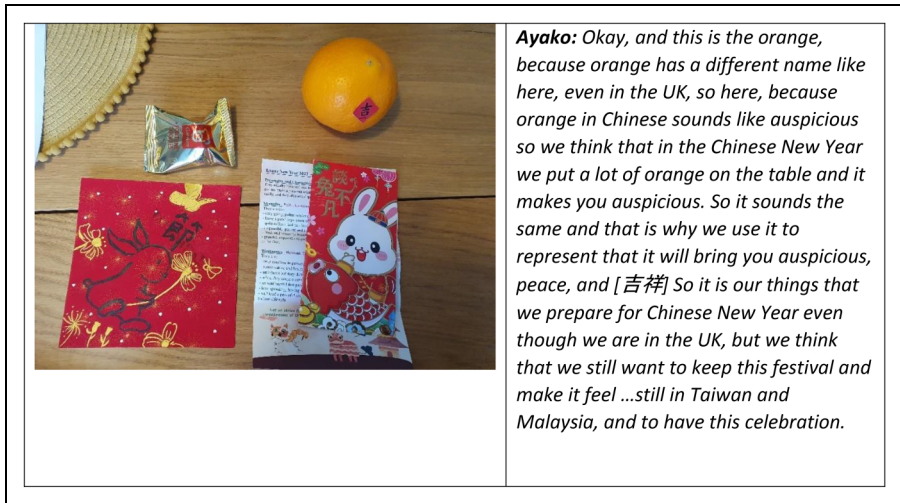 吉
Ayako: Okay, and this is the orange,
because orange has a different name like
here, even in the UK, so here, because
orange in Chinese sounds like auspicious
so we think that in the Chinese New Year
we put a lot of orange on the table and it
makes you auspicious. So it sounds the
same and that is why we use it to
represent that it will bring you auspicious,
peace, and [吉祥] So it is our things that
we prepare for Chinese New Year even
though we are in the UK, but we think
that we still want to keep this festival and
make it feel …still in Taiwan and
Malaysia, and to have this celebration.